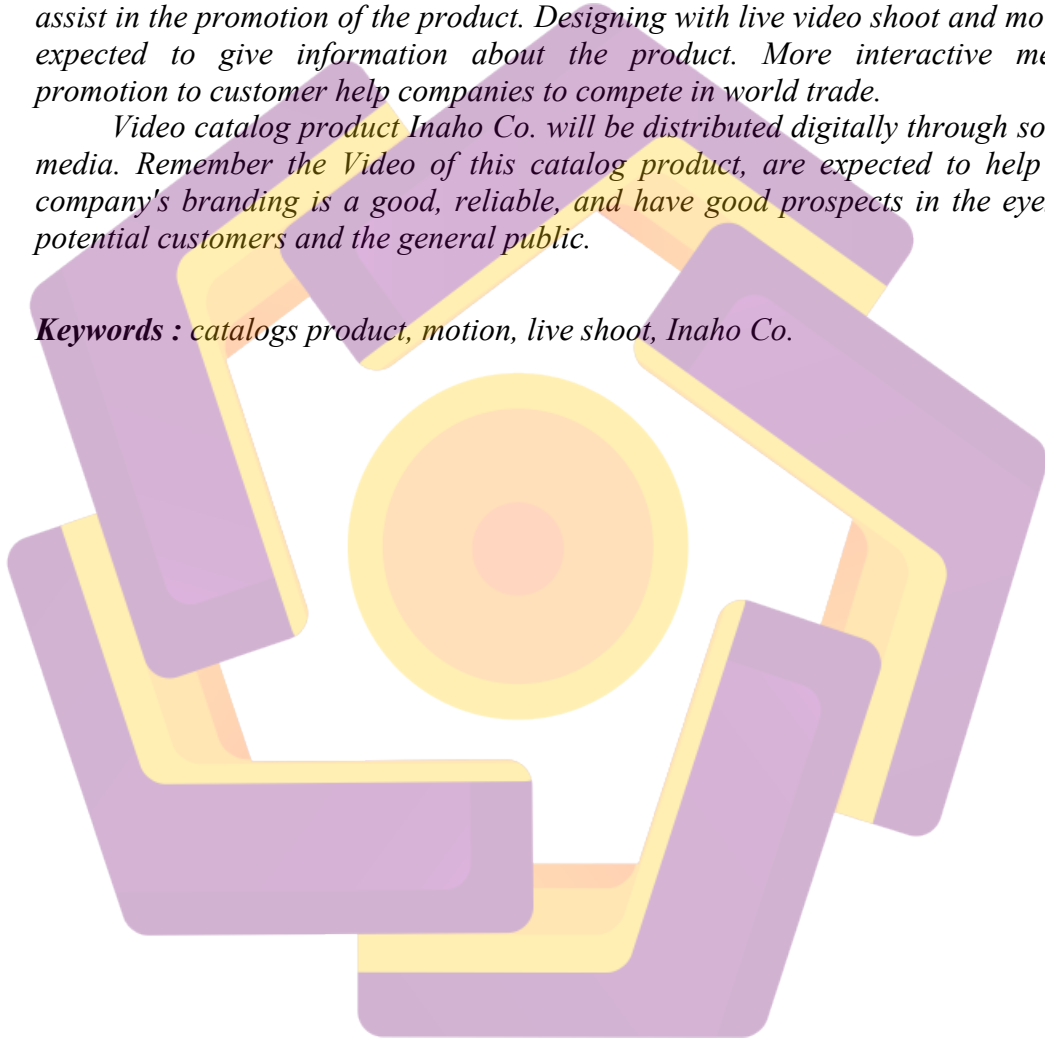 assist in the promotion of the product. Designing with live video shoot and mo
expected to give information about the product. More interactive me
promotion to customer help companies to compete in world trade.
Video catalog product Inaho Co. will be distributed digitally through so
media. Remember the Video of this catalog product, are expected to help
company's branding is a good, reliable, and have good prospects in the eye
potential customers and the general public.
Keywords : catalogs product, motion, live shoot, Inaho Co.